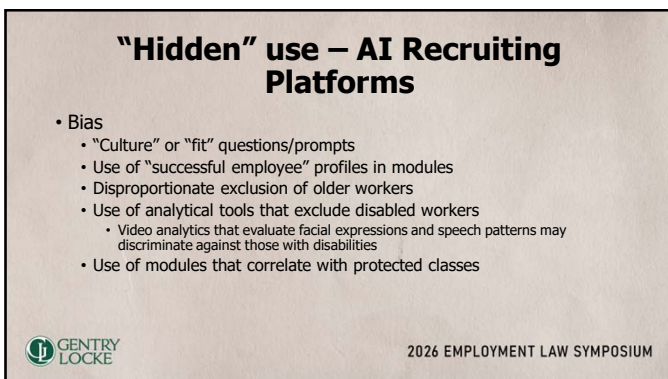 “Hidden” use – AI Recruiting
Platforms
• Bias
• “Culture” or “fit” questions/prompts
• Use of “successful employee” profiles in modules
• Disproportionate exclusion of older workers
• Use of analytical tools that exclude disabled workers
• Video analytics that evaluate facial expressions and speech patterns may
discriminate against those with disabilities
• Use of modules that correlate with protected classes
GENTRY
LOCKE
2026 EMPLOYMENT LAW SYMPOSIUM